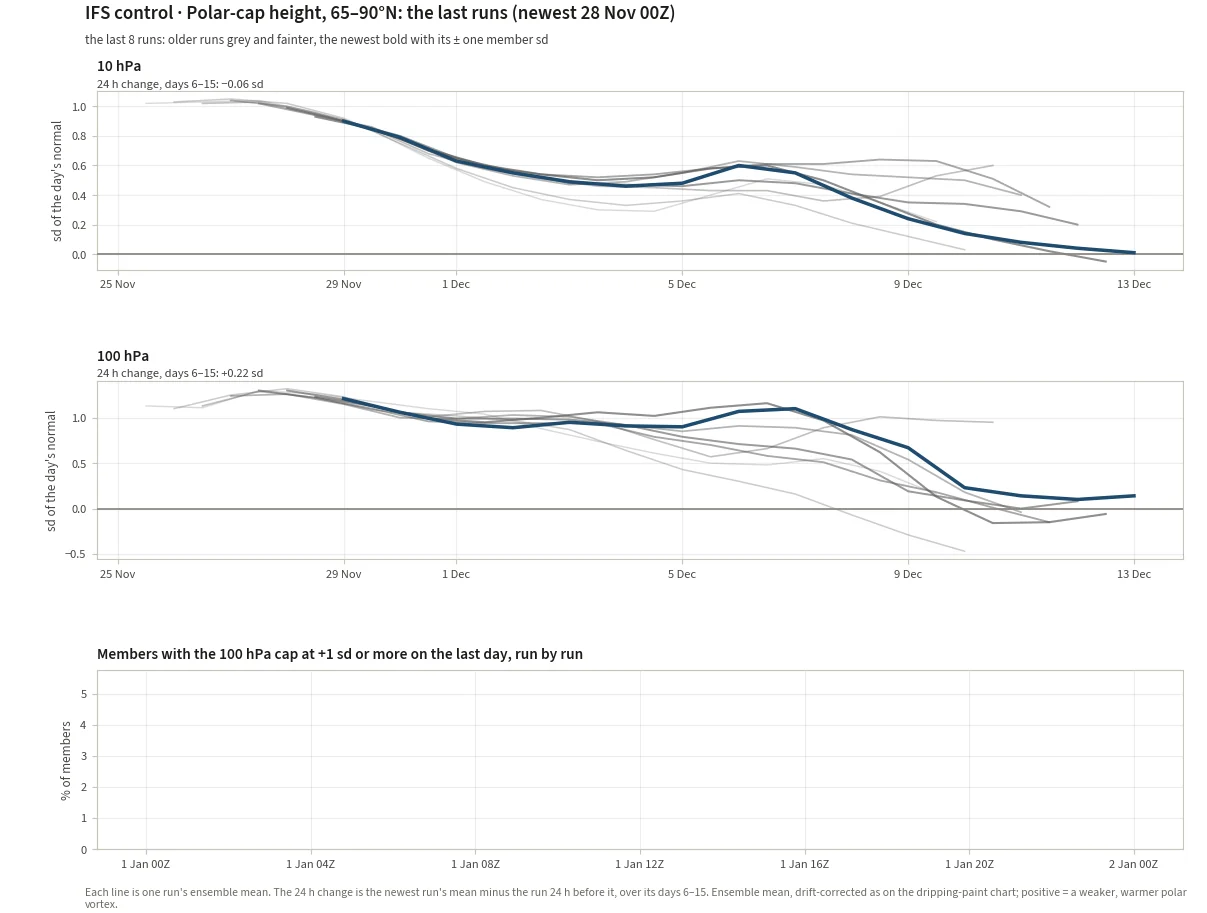 IFS control · Polar-cap height, 65–90°N: the last runs (newest 28 Nov 00Z)
the last 8 runs: older runs grey and fainter, the newest bold with its ± one member sd
10 hPa
24 h change, days 6–15: −0.06 sd
sd of the day's normal
1.0
0.8
0.6
0.4
0.2
0.0
25 Nov
29 Nov
1 Dec
5 Dec
9 Dec
13 Dec
100 hPa
24 h change, days 6–15: +0.22 sd
sd of the day's normal
1.0
0.5
0.0
−0.5
25 Nov
29 Nov
1 Dec
5 Dec
9 Dec
13 Dec
Members with the 100 hPa cap at +1 sd or more on the last day, run by run
% of members
5
4
3
2
1
0
1 Jan 00Z
1 Jan 04Z
1 Jan 08Z
1 Jan 12Z
1 Jan 16Z
1 Jan 20Z
2 Jan 00Z
Each line is one run's ensemble mean. The 24 h change is the newest run's mean minus the run 24 h before it, over its days 6–15. Ensemble mean, drift-corrected as on the dripping-paint chart; positive = a weaker, warmer polar
vortex.